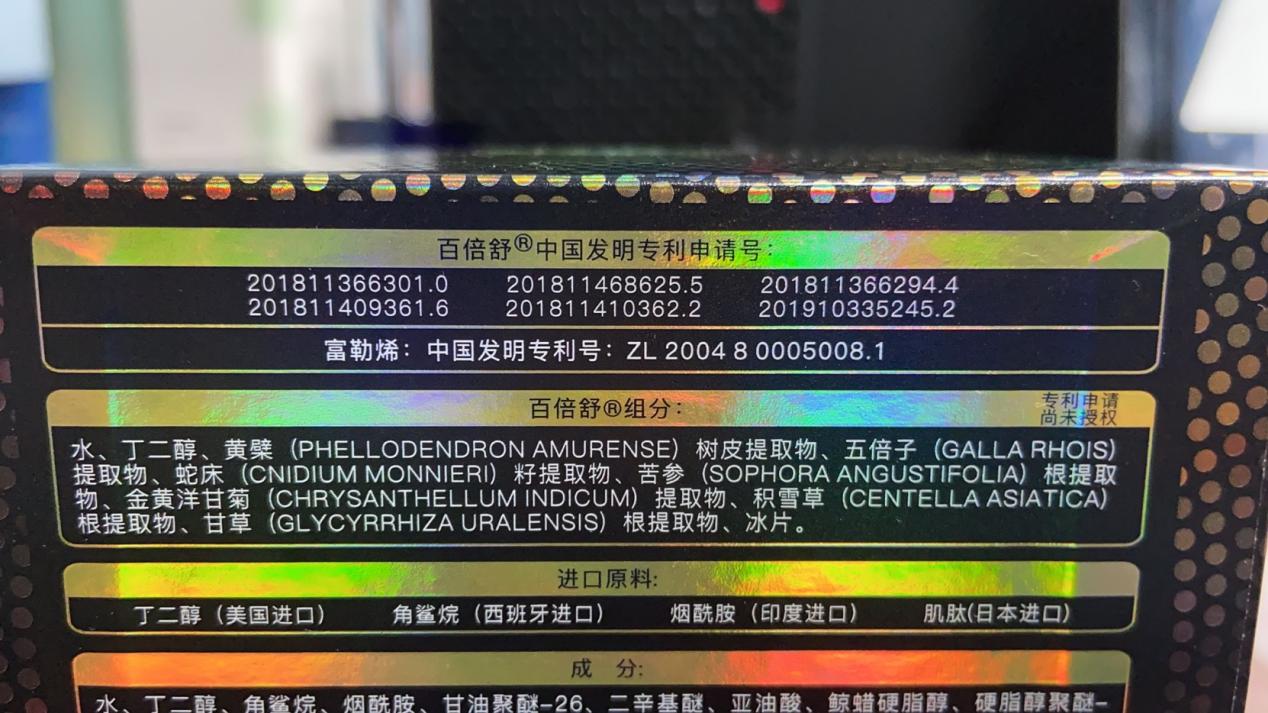 百倍舒®中国发明专利申请号：
201811366301.0 201811468625.5 201811366294.4
201811409361.6 201811410362.2 201910335245.2
富勒烯：中国发明专利号：ZL 2004 8 0005008.1
百倍舒®组分：
专利申请
尚未授权
水、丁二醇、黄檗（PHELLODENDRON AMURENSE）树皮提取物、五倍子（GALLA RHOIS）
提取物、蛇床（CNIDIUM MONNIERI）籽提取物、苦参（SOPHORA ANGUSTIFOLIA）根提取
物、金黄洋甘菊（CHRYSANTHELLUM INDICUM）提取物、积雪草（CENTELLA ASIATICA）
根提取物、甘草（GLYCYRRHIZA URALENSIS）根提取物、冰片。
进口原料:
丁二醇（美国进口） 角鲨烷（西班牙进口） 烟酰胺（印度进口） 肌肽(日本进口)
成 分:
水、丁二醇、角鲨烷、烟酰胺、甘油聚醚-26、二辛基醚、亚油酸、鲸蜡硬脂醇、硬脂醇聚醚-